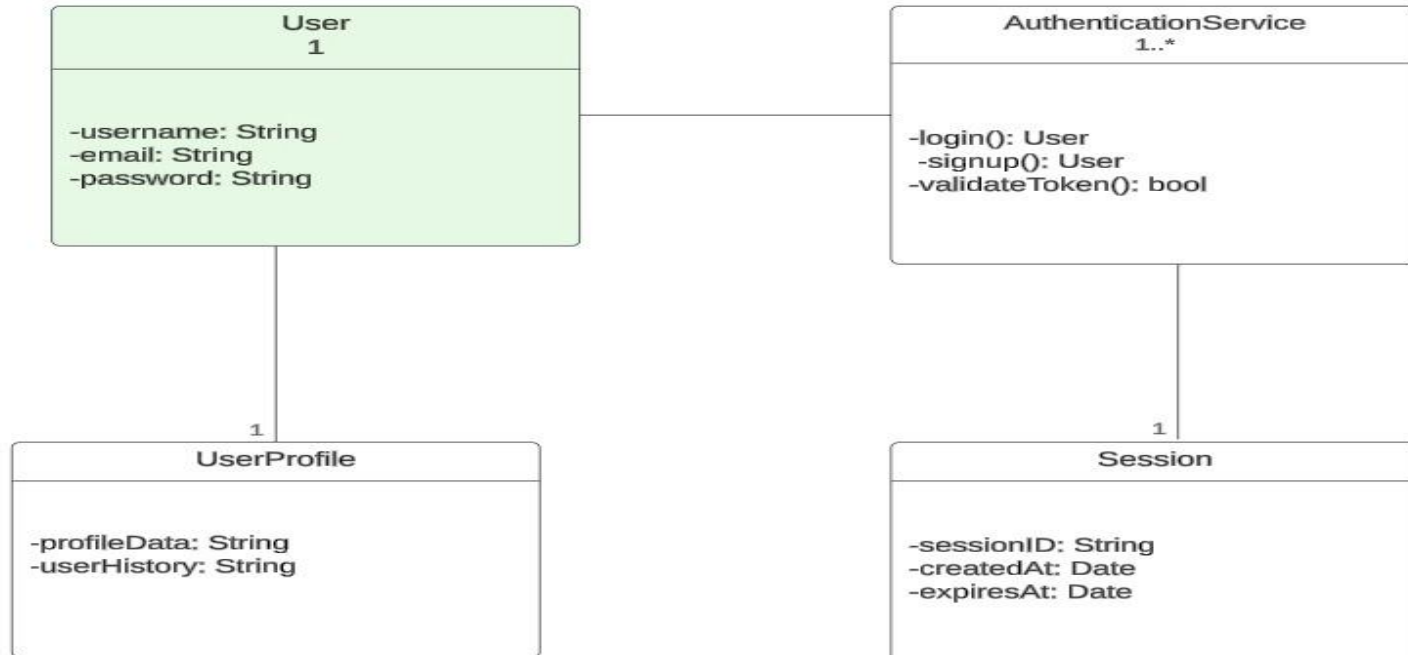 User
1
-username: String
-email: String
-password: String
AuthenticationService
1..*
-login(): User
-signup(): User
-validateToken(): bool
1
UserProfile
-profileData: String
-userHistory: String
1
Session
-sessionID: String
-createdAt: Date
-expiresAt: Date